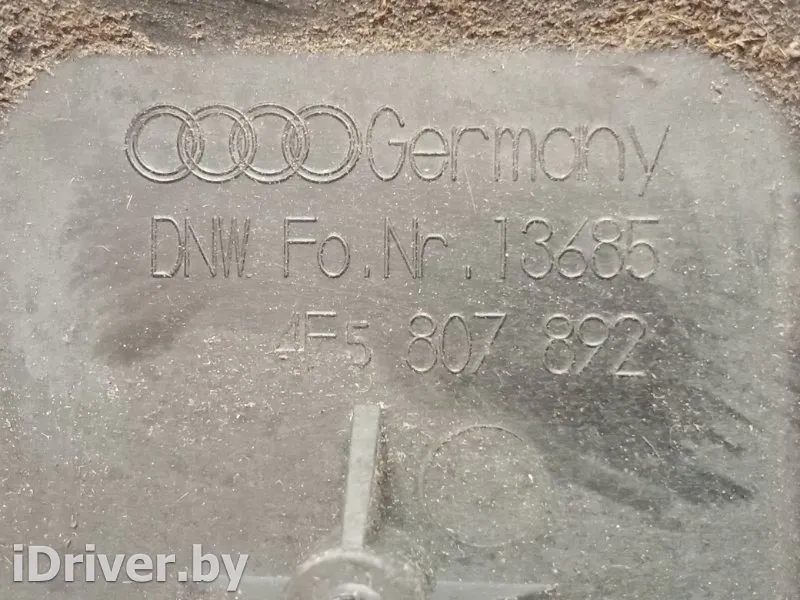 Germany
DNW Fo.Nr.13685
4F5 807 892
iDriver.by